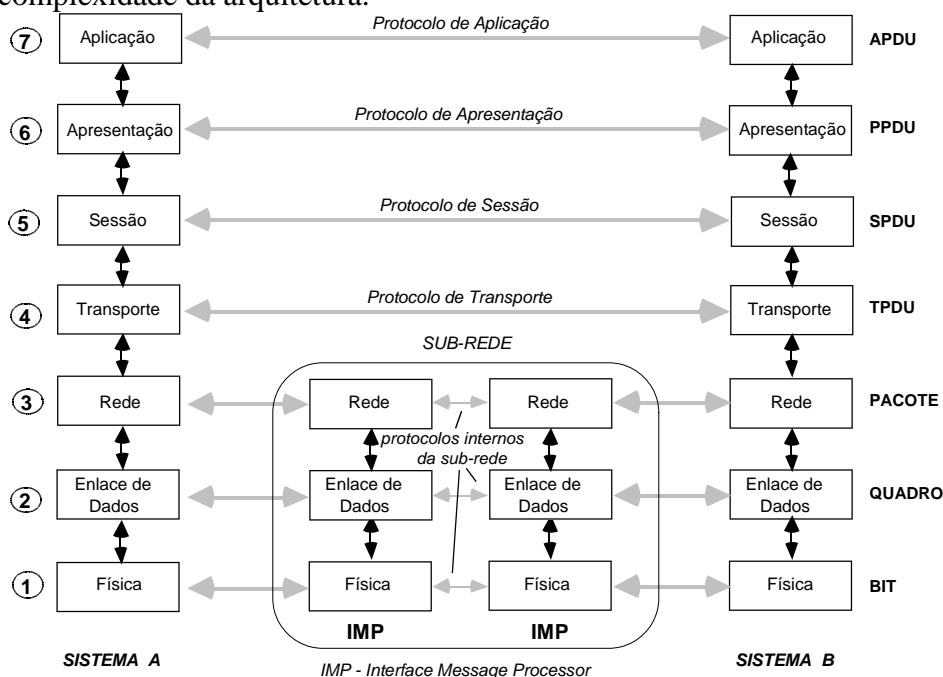 complexidade da arquitetura.
7 Aplicação Protocolo de Aplicação Aplicação APDU
6 Apresentação Protocolo de Apresentação Apresentação PPDU
5 Sessão Protocolo de Sessão Sessão SPDU
4 Transporte Protocolo de Transporte Transporte TPDU
SUB-REDE
3 Rede Rede Rede Rede PACOTE
protocolos internos
da sub-rede
2 Enlace de Enlace de Enlace de Enlace de QUADRO
Dados Dados Dados Dados
1 Física Física Física Física BIT
IMP IMP
SISTEMA A IMP - Interface Message Processor SISTEMA B